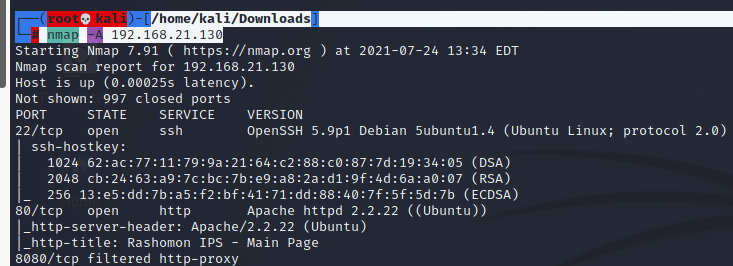 ┌──(root💀kali)-[/home/kali/Downloads]
└─# nmap -A 192.168.21.130
Starting Nmap 7.91 ( https://nmap.org ) at 2021-07-24 13:34 EDT
Nmap scan report for 192.168.21.130
Host is up (0.00025s latency).
Not shown: 997 closed ports
PORT     STATE    SERVICE    VERSION
22/tcp   open     ssh        OpenSSH 5.9p1 Debian 5ubuntu1.4 (Ubuntu Linux; protocol 2.0)
| ssh-hostkey:
|   1024 62:ac:77:11:79:9a:21:64:c2:88:c0:87:7d:19:34:05 (DSA)
|   2048 cb:24:63:a9:7c:bc:7b:e9:a8:2a:d1:9f:4d:6a:a0:07 (RSA)
|_  256 13:e5:dd:7b:a5:f2:bf:41:71:dd:88:40:7f:5f:5d:7b (ECDSA)
80/tcp   open     http       Apache httpd 2.2.22 ((Ubuntu))
|_http-server-header: Apache/2.2.22 (Ubuntu)
|_http-title: Rashomon IPS - Main Page
8080/tcp filtered http-proxy